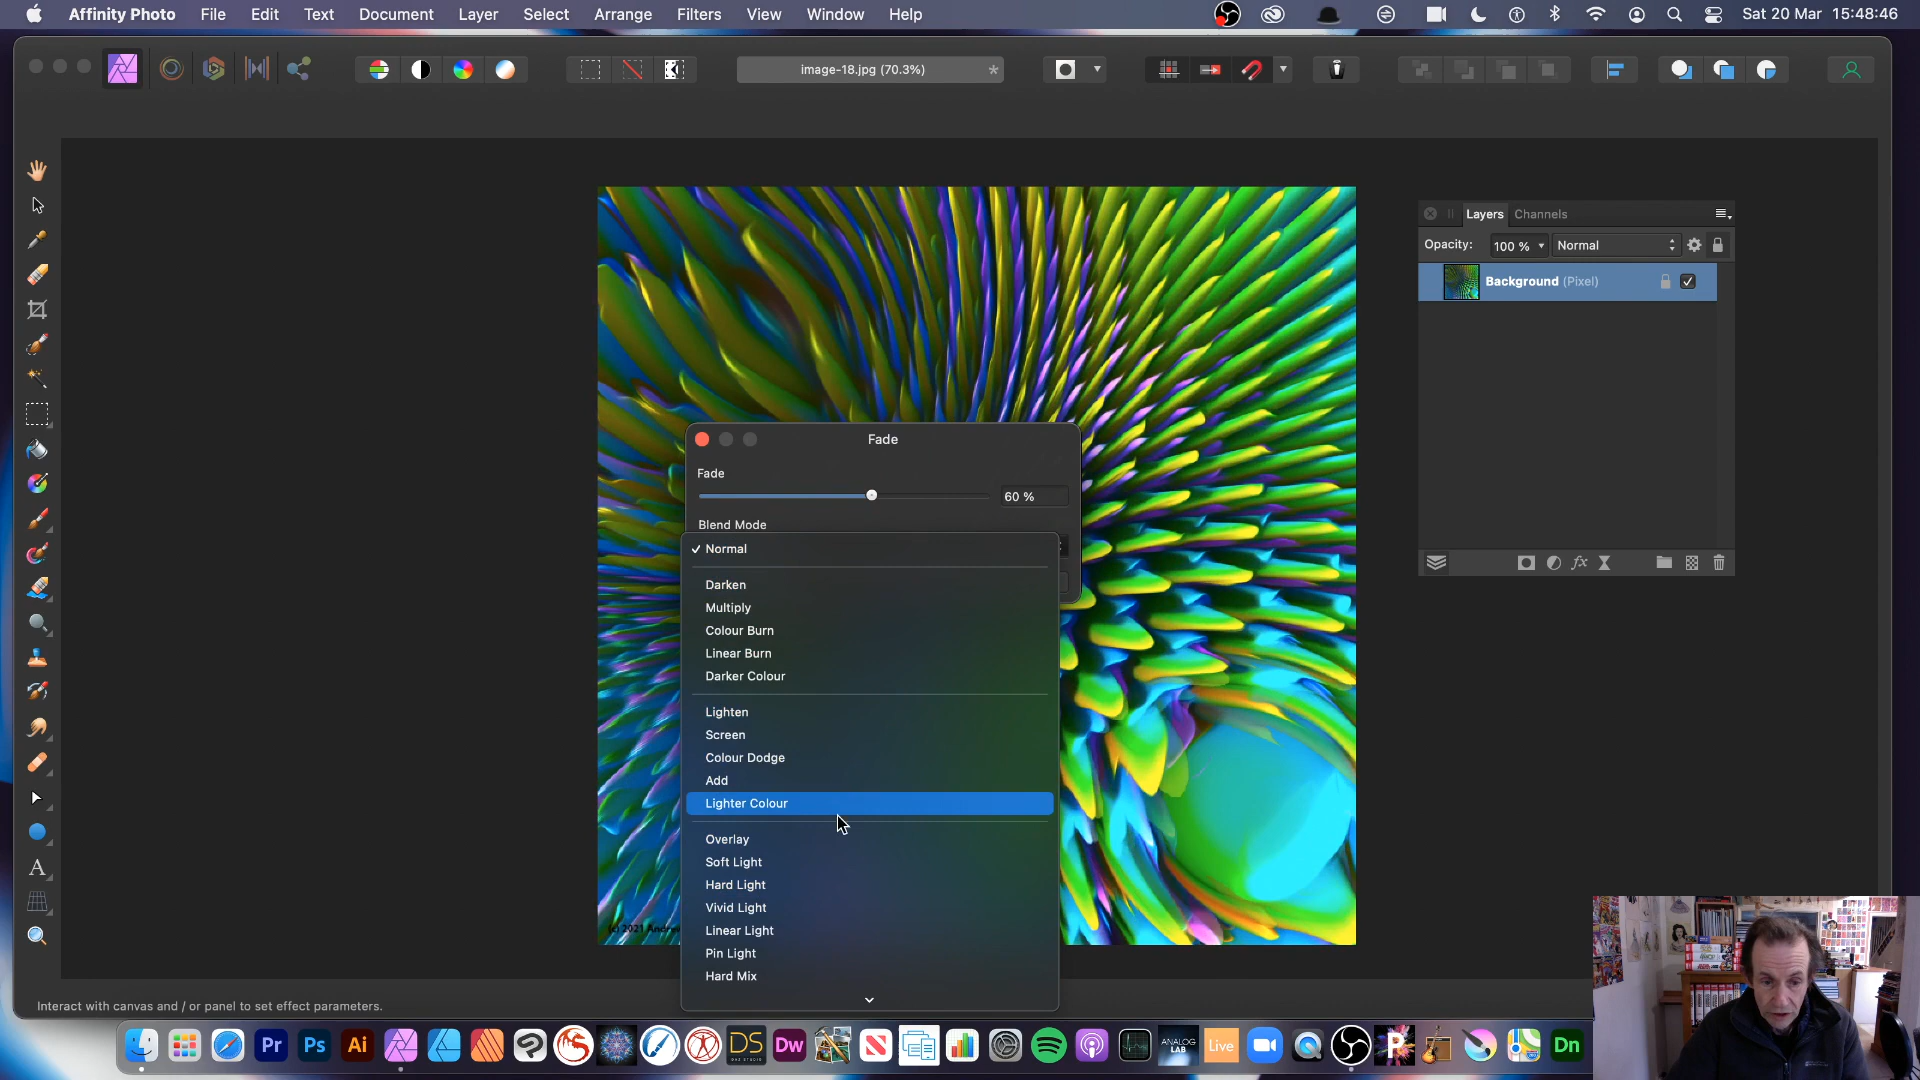 Affinity Photo File Edit Text Document Layer Select Arrange Filters View Window Help Sat 20 Mar 15:48:46
image-18.jpg (70.3%) *
Layers Channels
Opacity: 100 % Normal
Background (Pixel)
Fade
Fade
60 %
Blend Mode
✓ Normal
Darken
Multiply
Colour Burn
Linear Burn
Darker Colour
Lighten
Screen
Colour Dodge
Add
Lighter Colour
Overlay
Soft Light
Hard Light
Vivid Light
Linear Light
Pin Light
Hard Mix
(c) 2021
Interact with canvas and / or panel to set effect parameters.
Pr Ps Ai DS Dw ANALOG LAB Live P Dn